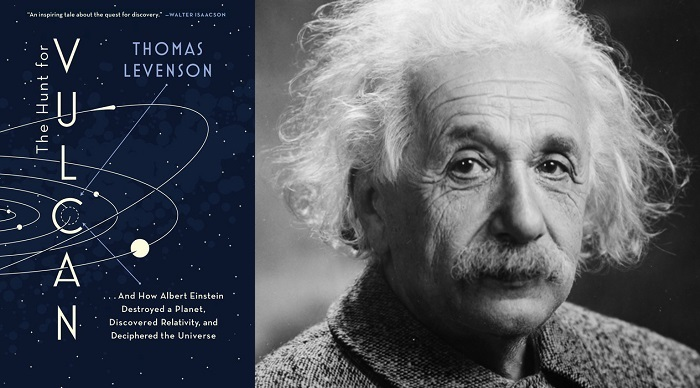 “An inspiring tale about the quest for discovery.” —WALTER ISAACSON
The Hunt for
VULCAN
THOMAS
LEVENSON
...And How Albert Einstein
Destroyed a Planet,
Discovered Relativity, and
Deciphered the Universe